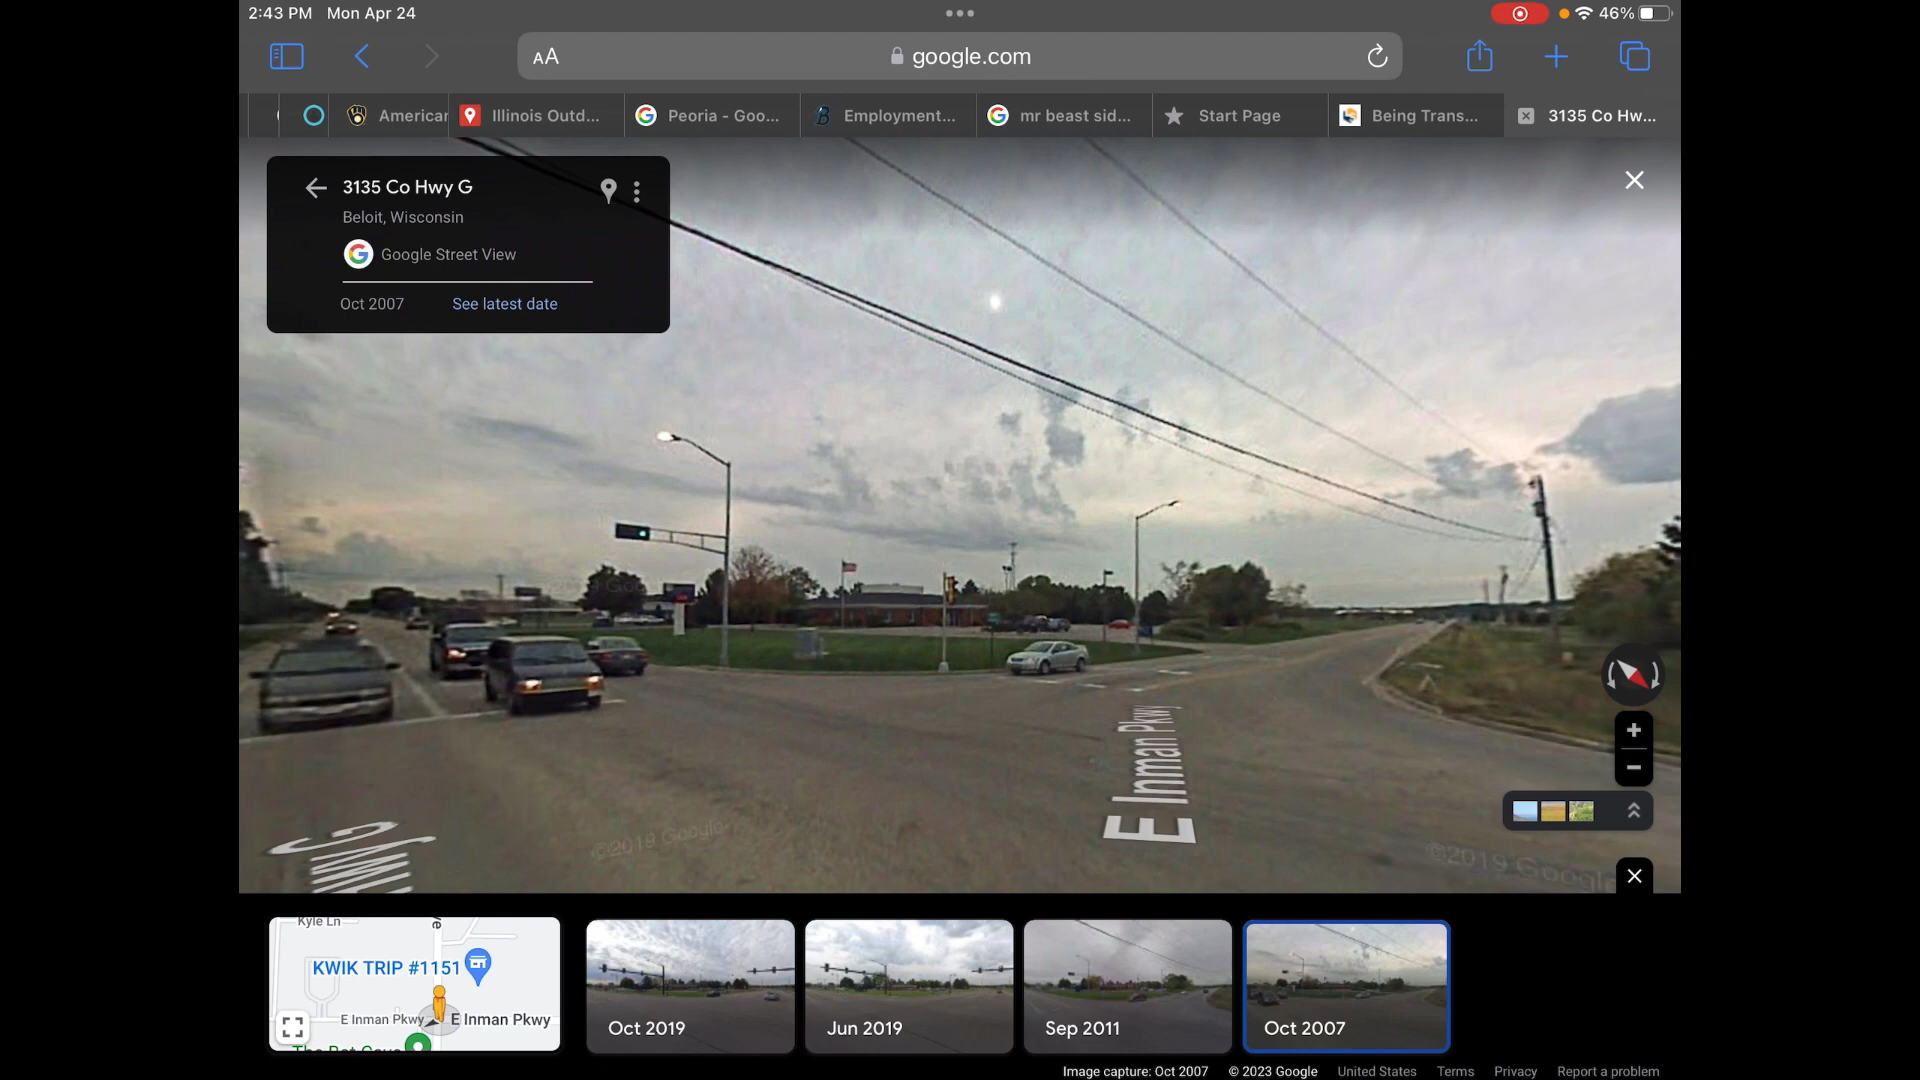 2:43 PM Mon Apr 24
46%
AA
google.com
American
Illinois Outd...
Peoria - Goo...
Employment...
mr beast sid...
Start Page
Being Trans...
3135 Co Hw...
3135 Co Hwy G
Beloit, Wisconsin
Google Street View
Oct 2007 See latest date
E Inman Pkwy
©2019 Google
©2019 Google
Kyle Ln
KWIK TRIP #1151
E Inman Pkwy
E Inman Pkwy
Oct 2019
Jun 2019
Sep 2011
Oct 2007
Image capture: Oct 2007 © 2023 Google United States Terms Privacy Report a problem